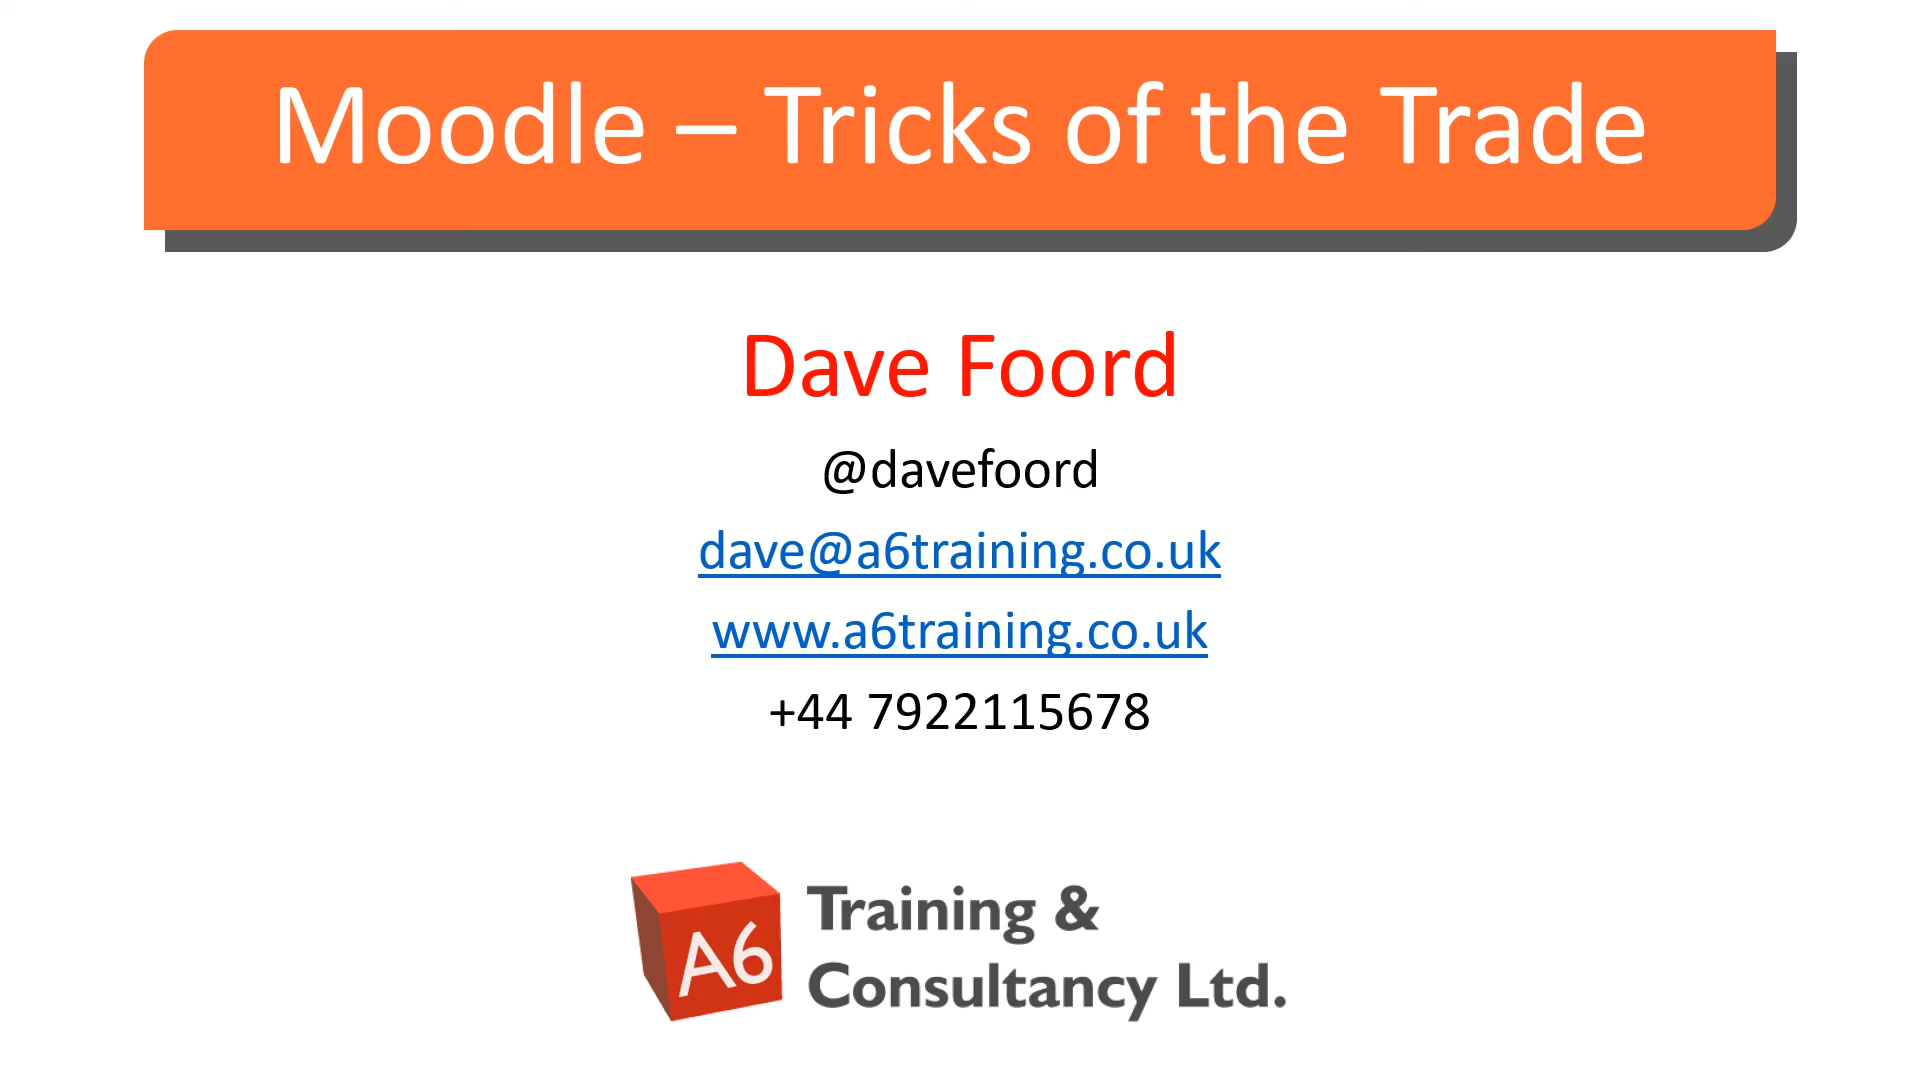 Moodle – Tricks of the Trade
Dave Foord
@davefoord
dave@a6training.co.uk
www.a6training.co.uk
+44 7922115678
A6
Training &
Consultancy Ltd.